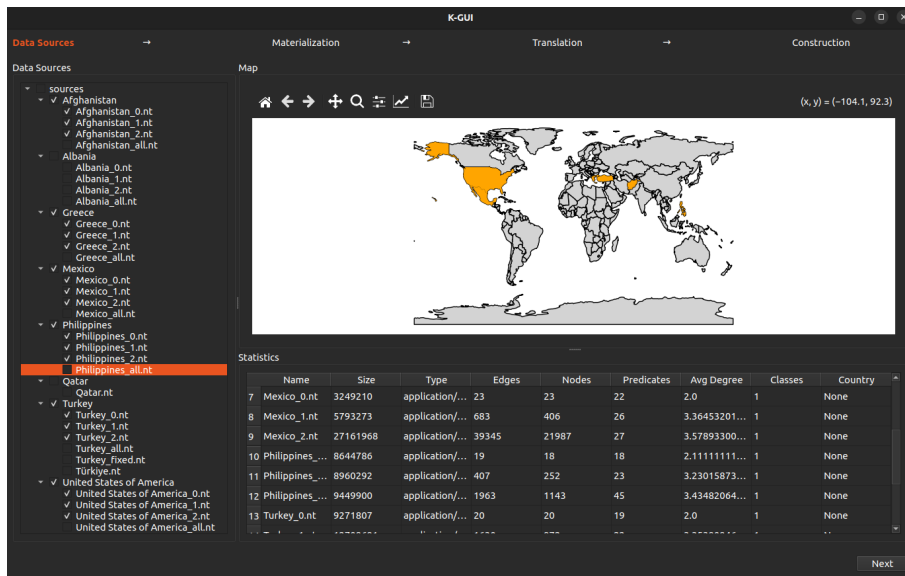 K-GUI
Data Sources → Materialization → Translation → Construction
Data Sources
sources
Afghanistan
Afghanistan_0.nt
Afghanistan_1.nt
Afghanistan_2.nt
Afghanistan_all.nt
Albania
Albania_0.nt
Albania_1.nt
Albania_2.nt
Albania_all.nt
Greece
Greece_0.nt
Greece_1.nt
Greece_2.nt
Greece_all.nt
Mexico
Mexico_0.nt
Mexico_1.nt
Mexico_2.nt
Mexico_all.nt
Philippines
Philippines_0.nt
Philippines_1.nt
Philippines_2.nt
Philippines_all.nt
Qatar
Qatar.nt
Turkey
Turkey_0.nt
Turkey_1.nt
Turkey_2.nt
Turkey_all.nt
Turkey_fixed.nt
Türkiye.nt
United States of America
United States of America_0.nt
United States of America_1.nt
United States of America_2.nt
United States of America_all.nt
Map
(x, y) = (−104.1, 92.3)
Statistics
Name Size Type Edges Nodes Predicates Avg Degree Classes Country
7 Mexico_0.nt 3249210 application/... 23 23 22 2.0 1 None
8 Mexico_1.nt 5793273 application/... 683 406 26 3.36453201... 1 None
9 Mexico_2.nt 27161968 application/... 39345 21987 27 3.57893300... 1 None
10 Philippines_... 8644786 application/... 19 18 18 2.11111111... 1 None
11 Philippines_... 8960292 application/... 407 252 23 3.23015873... 1 None
12 Philippines_... 9449900 application/... 1963 1143 45 3.43482064... 1 None
13 Turkey_0.nt 9271807 application/... 20 20 19 2.0 1 None
Next